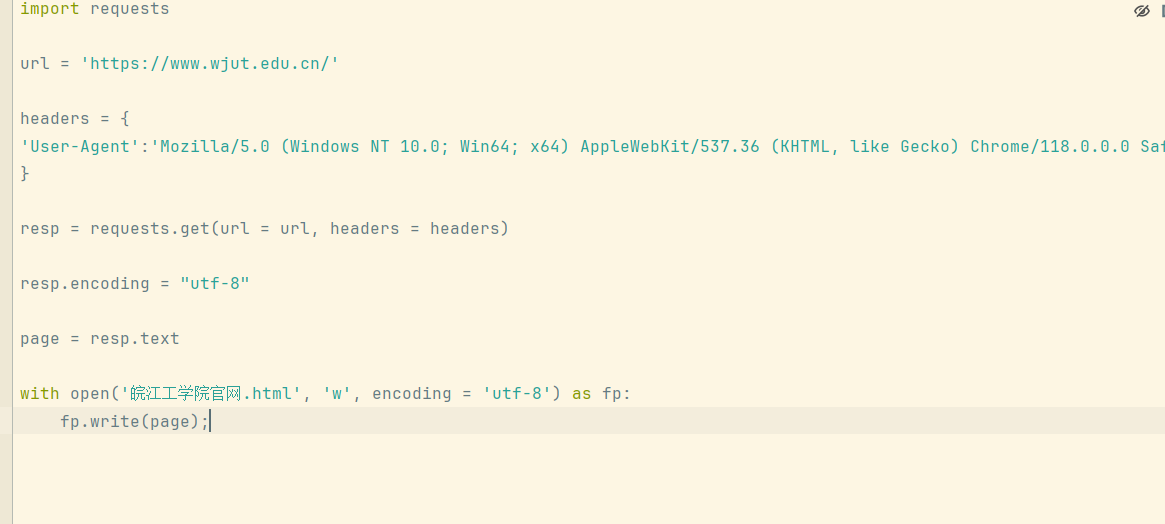 import requests
url = 'https://www.wjut.edu.cn/'
headers = {
'User-Agent':'Mozilla/5.0 (Windows NT 10.0; Win64; x64) AppleWebKit/537.36 (KHTML, like Gecko) Chrome/118.0.0.0
}
resp = requests.get(url = url, headers = headers)
resp.encoding = "utf-8"
page = resp.text
with open('皖江工学院官网.html', 'w', encoding = 'utf-8') as fp:
    fp.write(page);